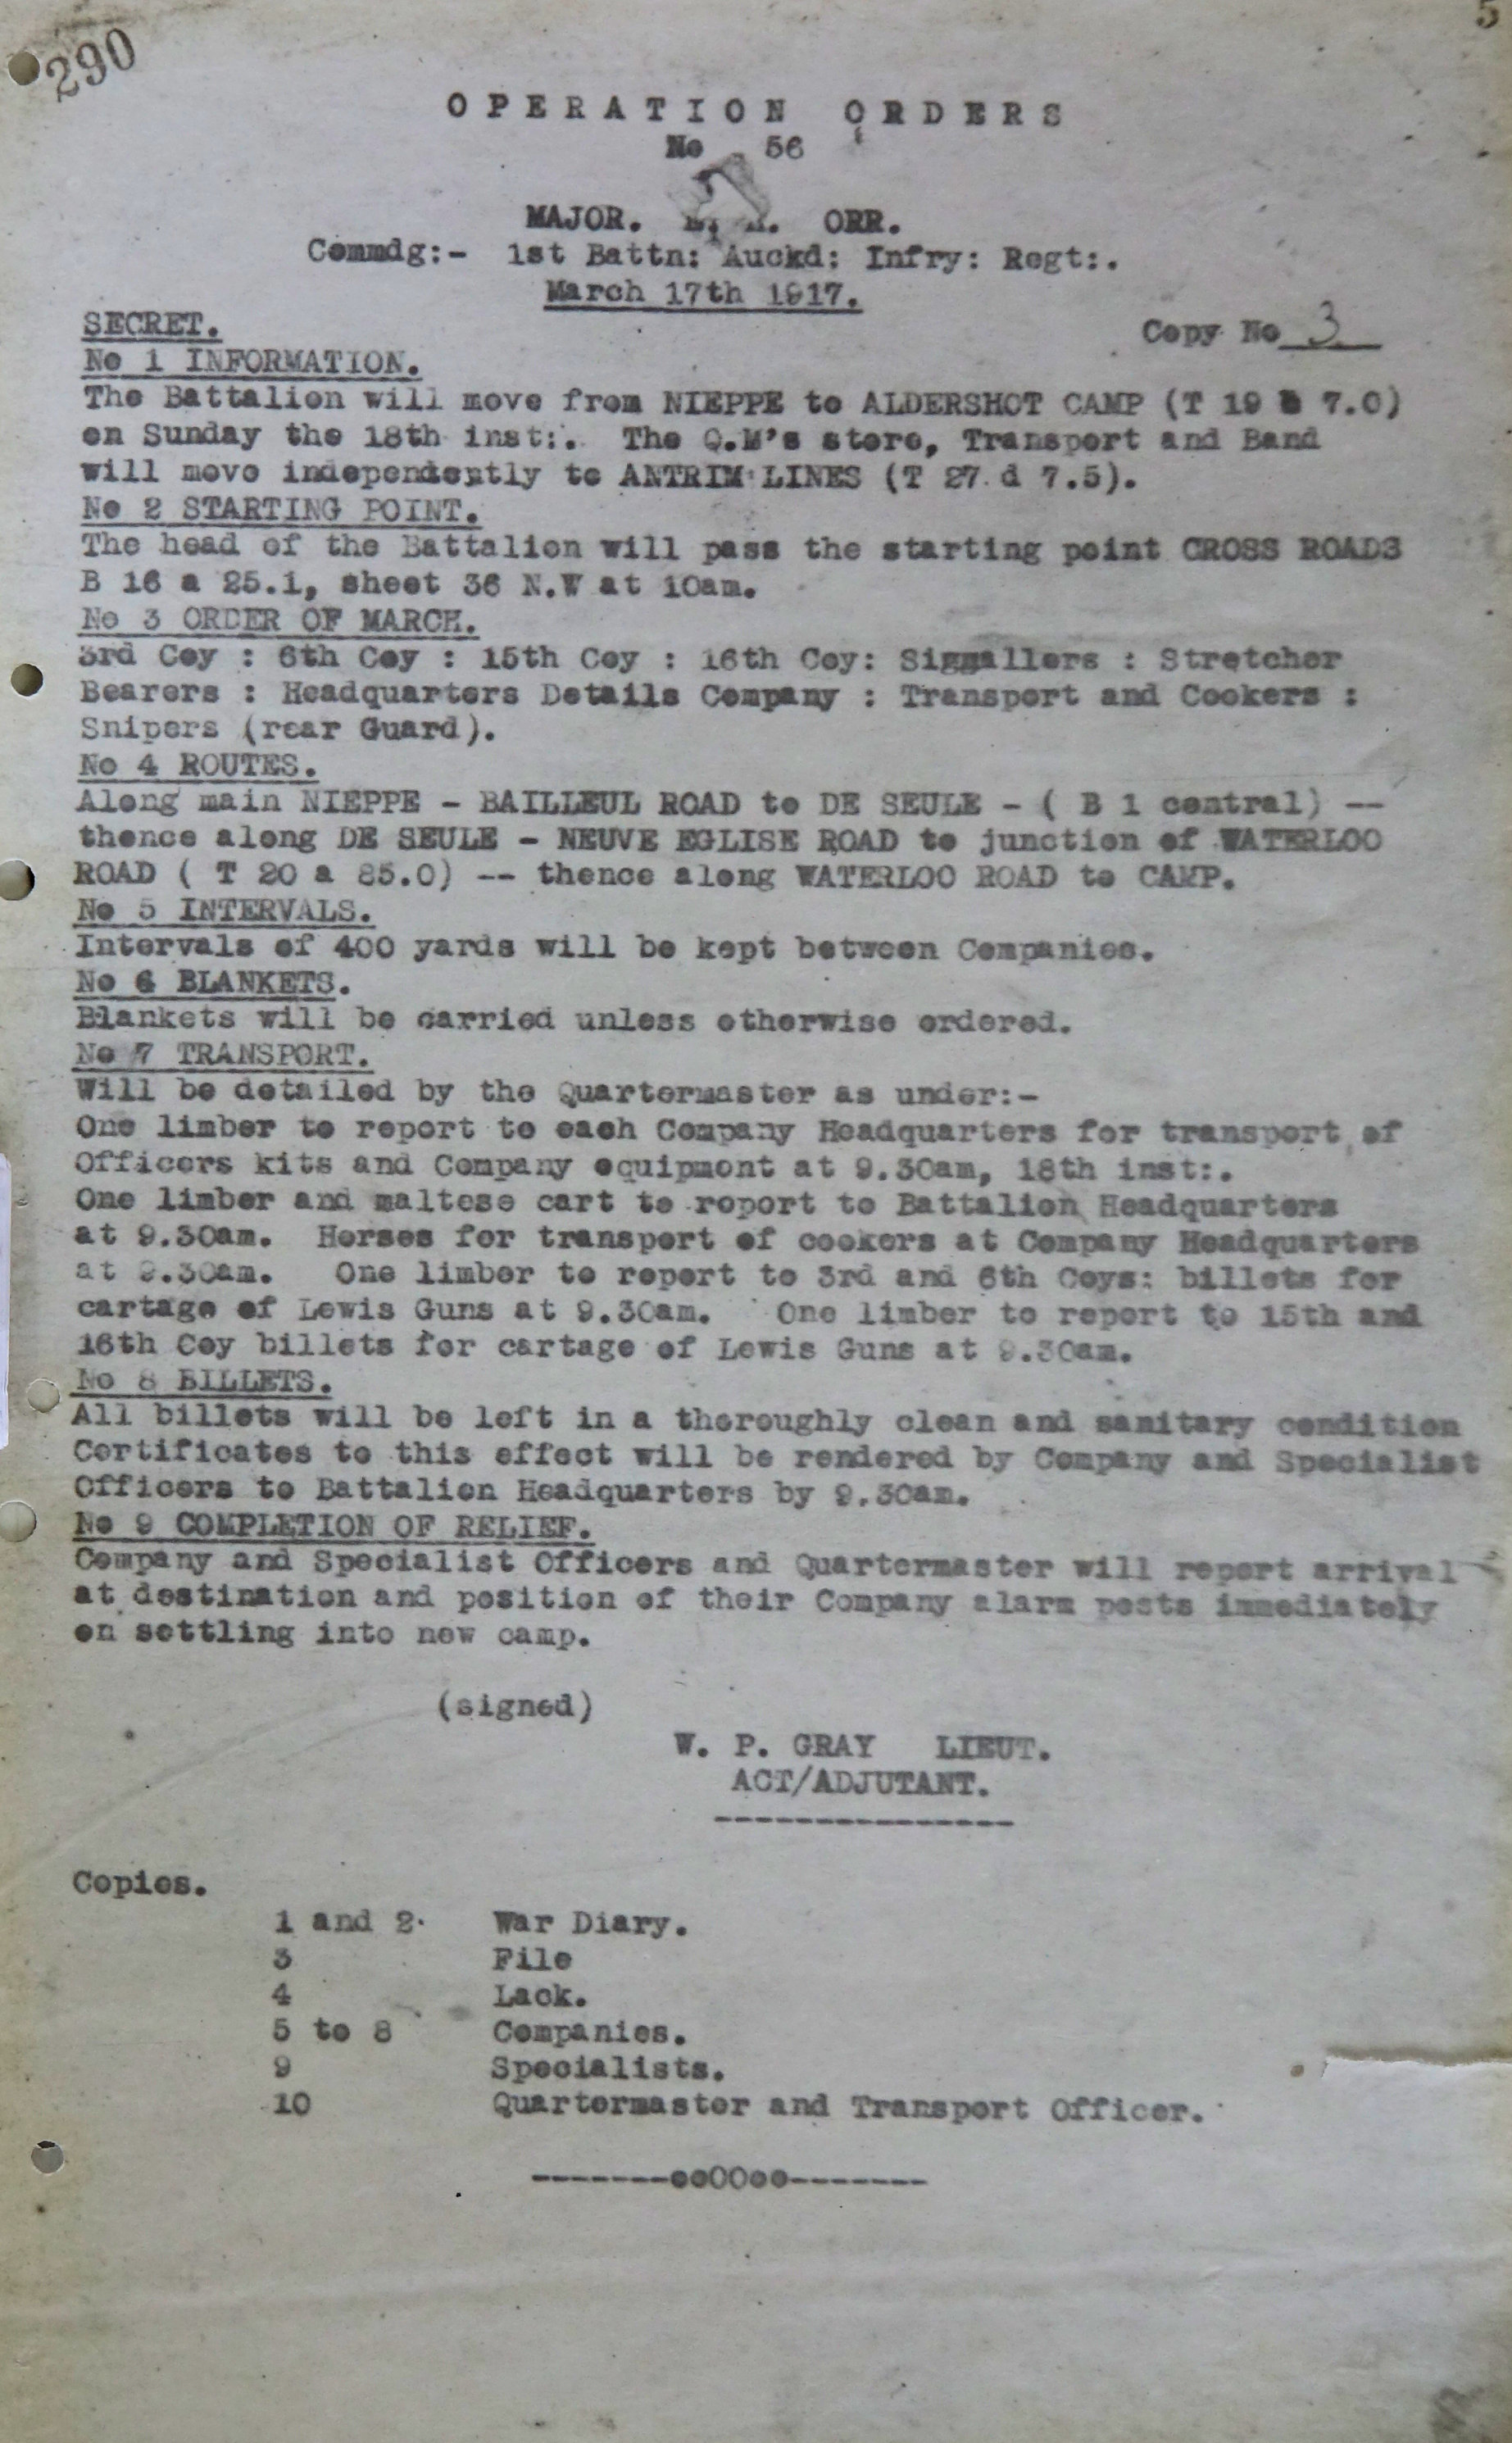 290
5
OPERATION ORDERS
No 56
MAJOR. ORR.
Commdg:- 1st Battn: Auckd: Infry: Regt:.
March 17th 1917.
SECRET.
Copy No 3
No 1 INFORMATION.
The Battalion will move from NIEPPE to ALDERSHOT CAMP (T 19 7.0)
on Sunday the 18th inst:. The Q.M's store, Transport and Band
will move independently to ANTRIM LINES (T 27 d 7.5).
No 2 STARTING POINT.
The head of the Battalion will pass the starting point CROSS ROADS
B 16 a 25.1, sheet 36 N.W at 10am.
No 3 ORDER OF MARCH.
3rd Coy : 6th Coy : 15th Coy : 16th Coy: Siggallers : Stretcher
Bearers : Headquarters Details Company : Transport and Cookers :
Snipers (rear Guard).
No 4 ROUTES.
Along main NIEPPE - BAILLEUL ROAD to DE SEULE - ( B 1 central) --
thence along DE SEULE - NEUVE EGLISE ROAD to junction of WATERLOO
ROAD ( T 20 a 85.0) -- thence along WATERLOO ROAD to CAMP.
No 5 INTERVALS.
Intervals of 400 yards will be kept between Companies.
No 6 BLANKETS.
Blankets will be carried unless otherwise ordered.
No 7 TRANSPORT.
Will be detailed by the Quartermaster as under:-
One limber to report to each Company Headquarters for transport of
Officers kits and Company equipment at 9.30am, 18th inst:.
One limber and maltese cart to report to Battalion Headquarters
at 9.30am. Horses for transport of cookers at Company Headquarters
at 9.30am. One limber to report to 3rd and 6th Coys: billets for
cartage of Lewis Guns at 9.30am. One limber to report to 15th and
16th Coy billets for cartage of Lewis Guns at 9.30am.
No 8 BILLETS.
All billets will be left in a thoroughly clean and sanitary condition
Certificates to this effect will be rendered by Company and Specialist
Officers to Battalion Headquarters by 9.30am.
No 9 COMPLETION OF RELIEF.
Company and Specialist Officers and Quartermaster will report arrival
at destination and position of their Company alarm posts immediately
on settling into new camp.
(signed)
W. P. GRAY LIEUT.
ACT/ADJUTANT.
---------------
Copies.
1 and 2. War Diary.
3 File
4 Lack.
5 to 8 Companies.
9 Specialists.
10 Quartermaster and Transport Officer.
-------ooOOoo-------